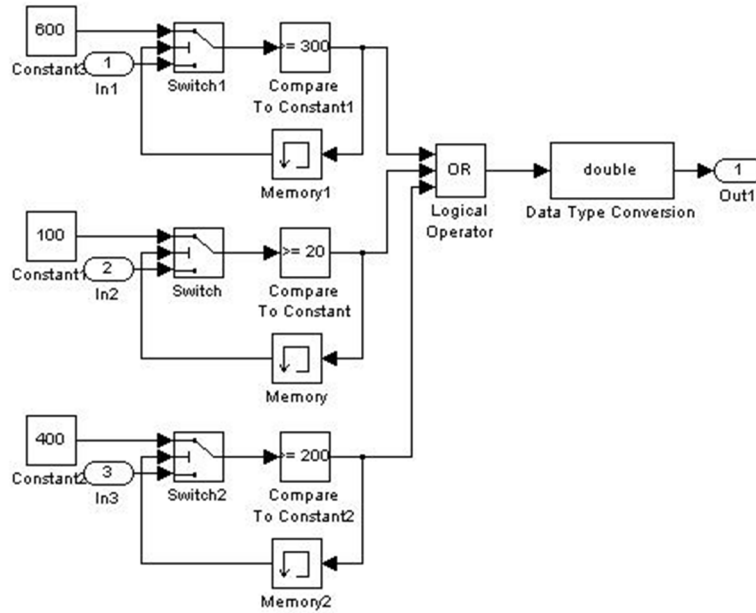 600
Constant3
1
In1
Switch1
>= 300
Compare
To Constant1
Memory1
OR
Logical
Operator
double
Data Type Conversion
1
Out1
100
Constant1
2
In2
Switch
>= 20
Compare
To Constant
Memory
400
Constant2
3
In3
Switch2
>= 200
Compare
To Constant2
Memory2